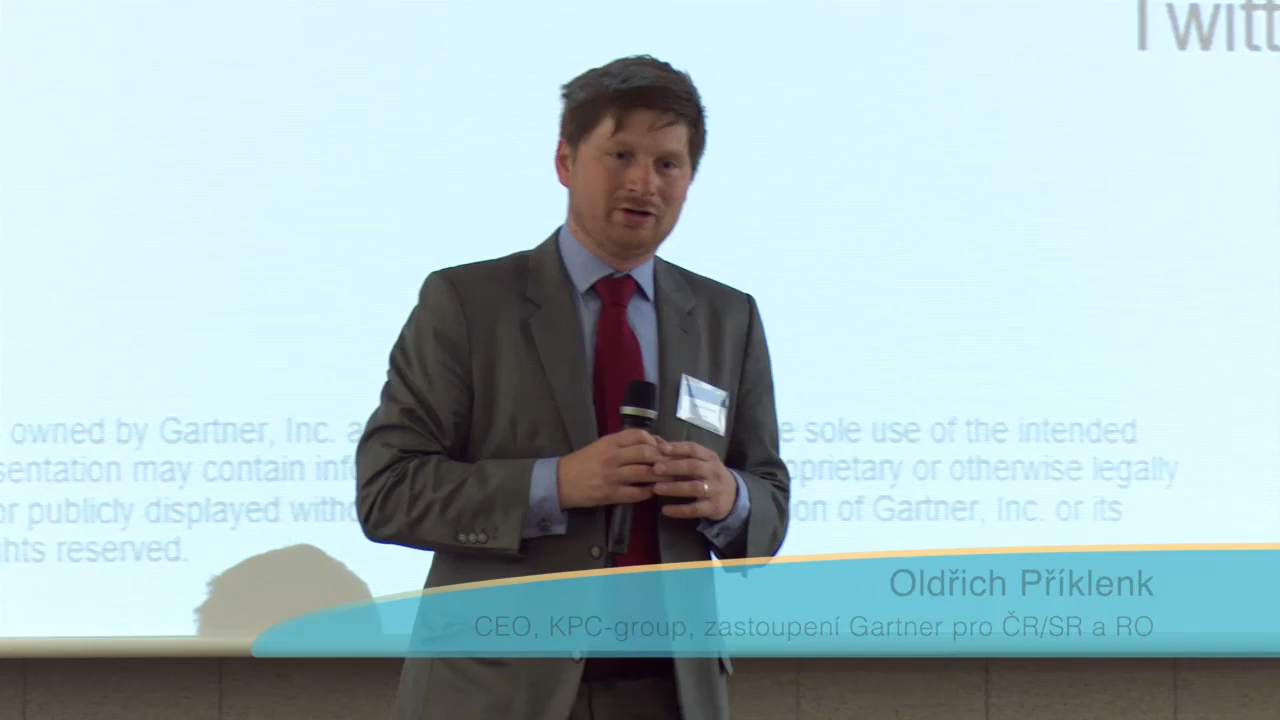 Twitt
owned by Gartner, Inc. a e sole use of the intended
sentation may contain inf oprietary or otherwise legally
or publicly displayed witho ion of Gartner, Inc. or its
hts reserved.
Oldřich Příklenk
CEO, KPC-group, zastoupení Gartner pro ČR/SR a RO